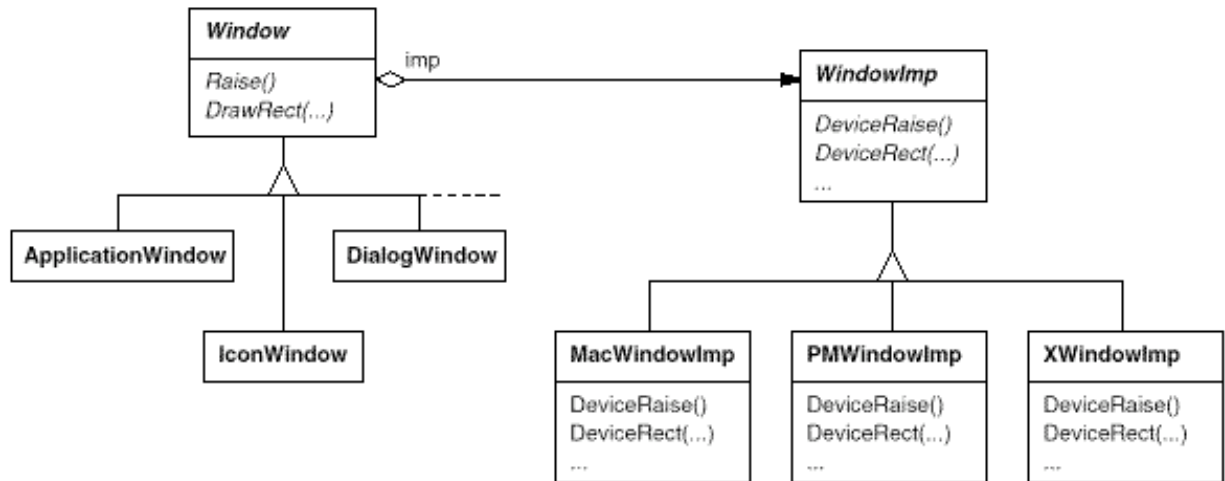 Window
Raise()
DrawRect(...)
imp
WindowImp
DeviceRaise()
DeviceRect(...)
...
ApplicationWindow
DialogWindow
IconWindow
MacWindowImp
DeviceRaise()
DeviceRect(...)
...
PMWindowImp
DeviceRaise()
DeviceRect(...)
...
XWindowImp
DeviceRaise()
DeviceRect(...)
...